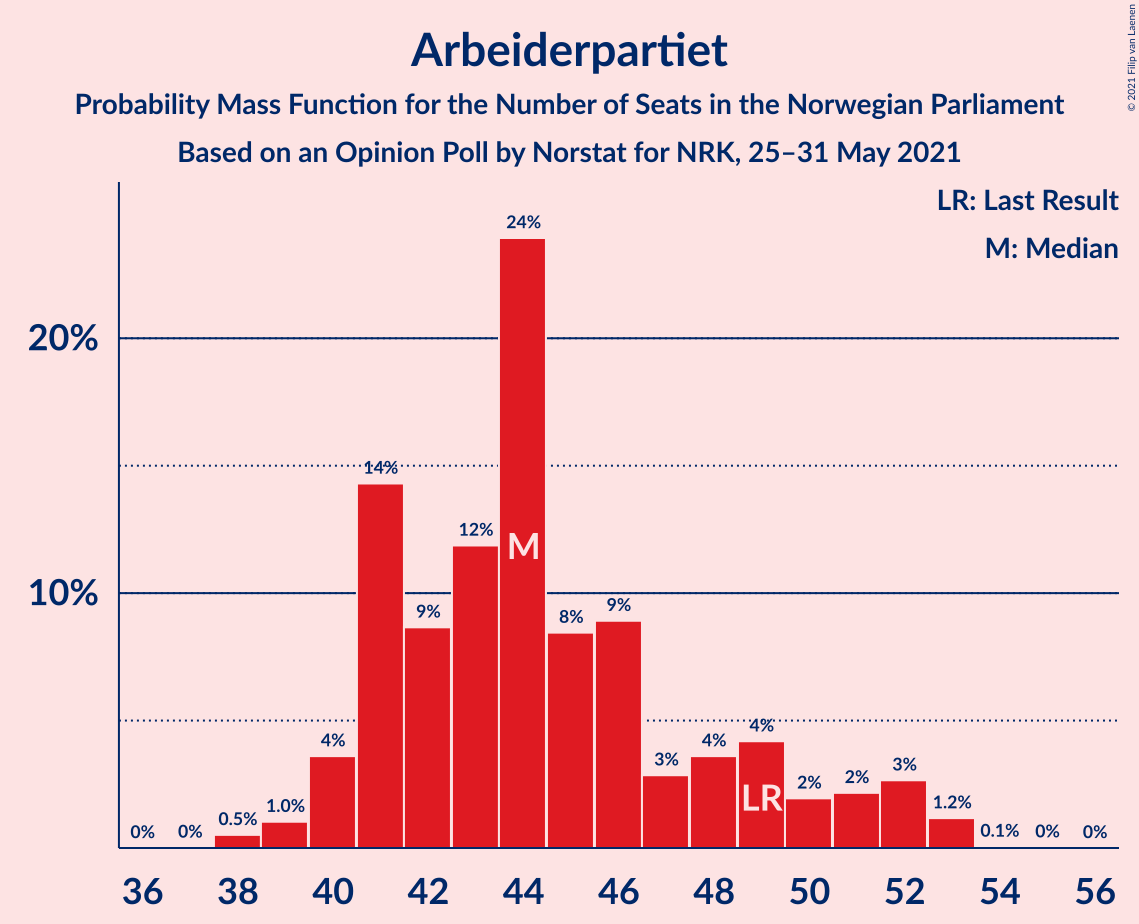 Arbeiderpartiet
Probability Mass Function for the Number of Seats in the Norwegian Parliament
Based on an Opinion Poll by Norstat for NRK, 25–31 May 2021
© 2021 Filip van Laenen
LR: Last Result
M: Median
20%
10%
0% 0% 0.5% 1.0% 4% 14% 9% 12% 24% 8% 9% 3% 4% 4% 2% 2% 3% 1.2% 0.1% 0% 0%
M
LR
36 38 40 42 44 46 48 50 52 54 56